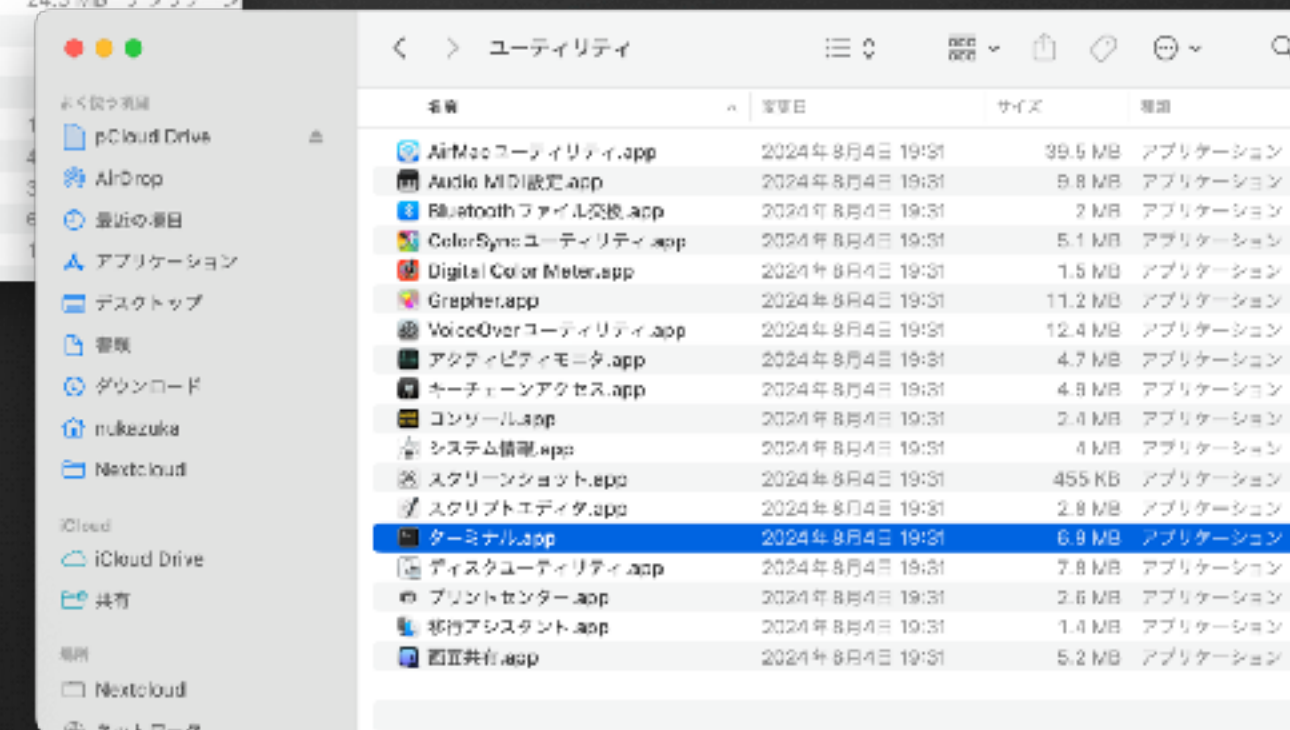 ユーティリティ
よく使う項目
pCloud Drive
AirDrop
最近の項目
アプリケーション
デスクトップ
書類
ダウンロード
nukazuka
Nextcloud
iCloud
iCloud Drive
共有
場所
Nextcloud
ネットワーク
名前 変更日 サイズ 種類
AirMacユーティリティ.app 2024年8月4日 19:31 39.5 MB アプリケーション
Audio MIDI設定.app 2024年8月4日 19:31 9.8 MB アプリケーション
Bluetoothファイル交換.app 2024年8月4日 19:31 2 MB アプリケーション
ColorSyncユーティリティ.app 2024年8月4日 19:31 5.1 MB アプリケーション
Digital Color Meter.app 2024年8月4日 19:31 1.5 MB アプリケーション
Grapher.app 2024年8月4日 19:31 11.2 MB アプリケーション
VoiceOverユーティリティ.app 2024年8月4日 19:31 12.4 MB アプリケーション
アクティビティモニタ.app 2024年8月4日 19:31 4.7 MB アプリケーション
キーチェーンアクセス.app 2024年8月4日 19:31 4.9 MB アプリケーション
コンソール.app 2024年8月4日 19:31 2.4 MB アプリケーション
システム情報.app 2024年8月4日 19:31 4 MB アプリケーション
スクリーンショット.app 2024年8月4日 19:31 455 KB アプリケーション
スクリプトエディタ.app 2024年8月4日 19:31 2.8 MB アプリケーション
ターミナル.app 2024年8月4日 19:31 6.9 MB アプリケーション
ディスクユーティリティ.app 2024年8月4日 19:31 7.8 MB アプリケーション
プリントセンター.app 2024年8月4日 19:31 2.6 MB アプリケーション
移行アシスタント.app 2024年8月4日 19:31 1.4 MB アプリケーション
画面共有.app 2024年8月4日 19:31 5.2 MB アプリケーション